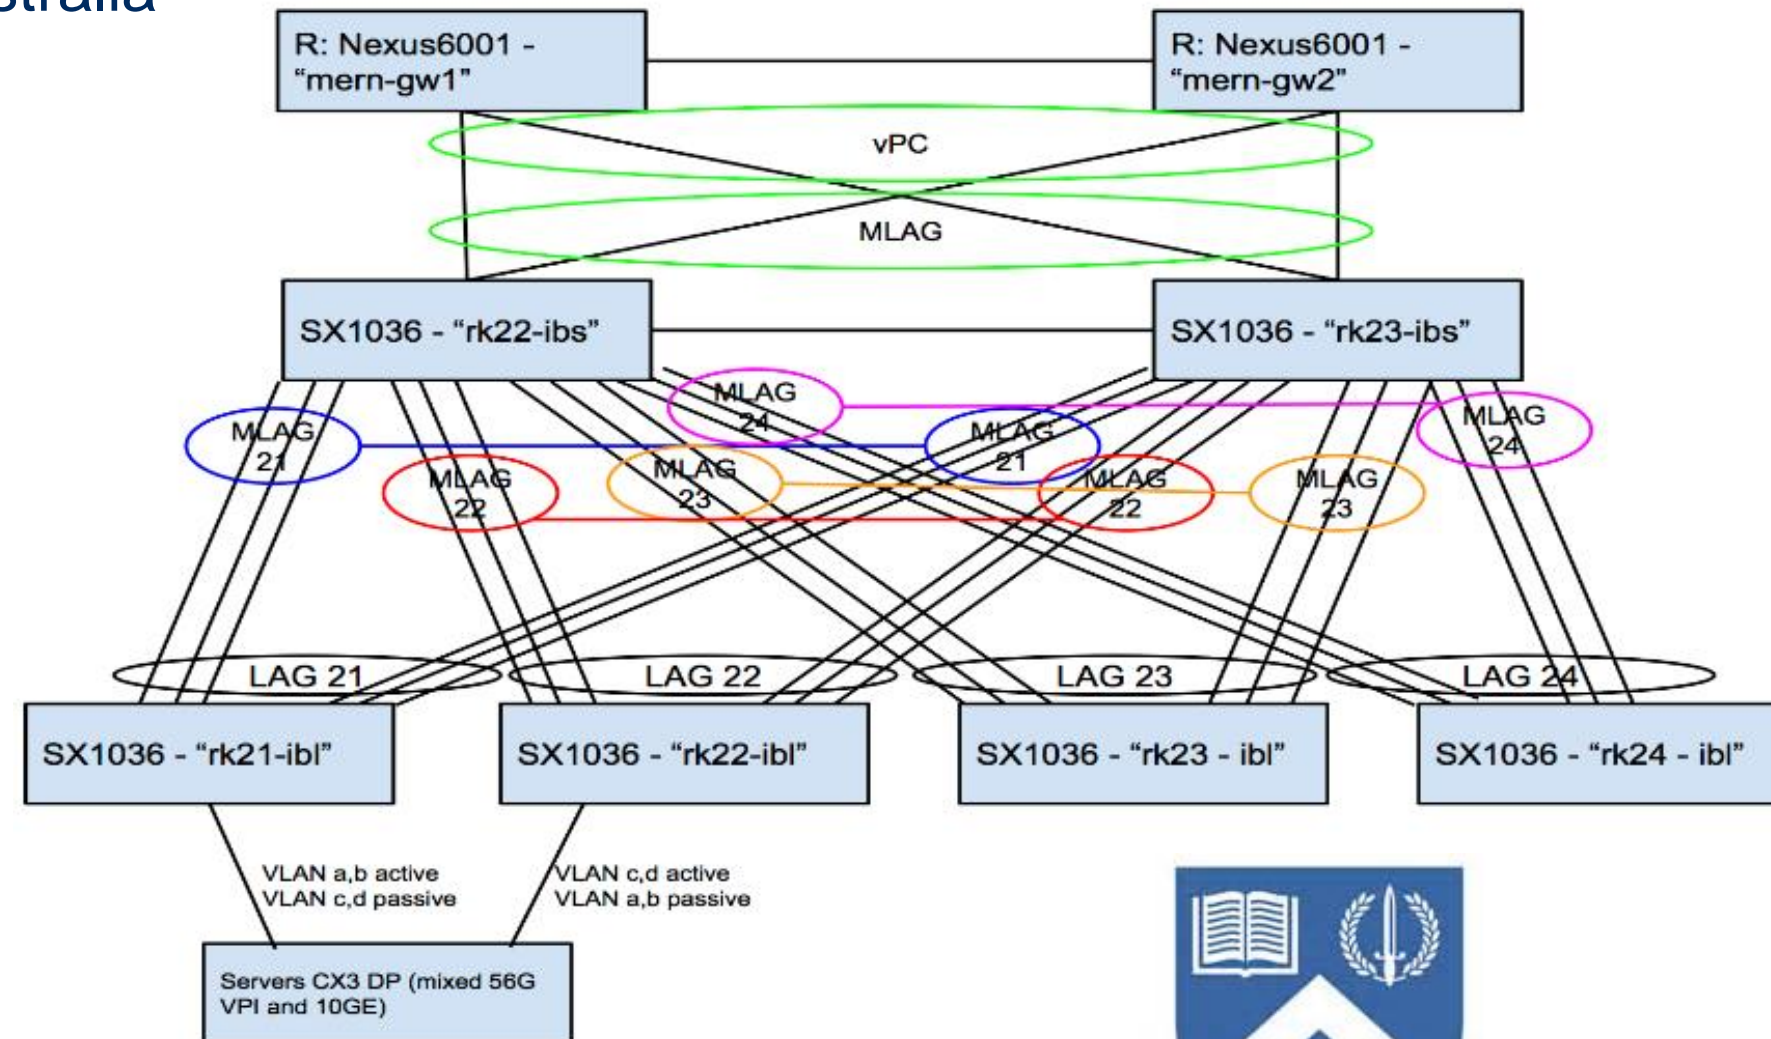 R: Nexus6001 -
“mern-gw1”
R: Nexus6001 -
“mern-gw2”
vPC
MLAG
SX1036 - “rk22-ibs”
SX1036 - “rk23-ibs”
MLAG
24
MLAG
24
MLAG
21
MLAG
21
MLAG
22
MLAG
23
MLAG
22
MLAG
23
LAG 21
LAG 22
LAG 23
LAG 24
SX1036 - “rk21-ibl”
SX1036 - “rk22-ibl”
SX1036 - “rk23 - ibl”
SX1036 - “rk24 - ibl”
VLAN a,b active
VLAN c,d passive
VLAN c,d active
VLAN a,b passive
Servers CX3 DP (mixed 56G
VPI and 10GE)